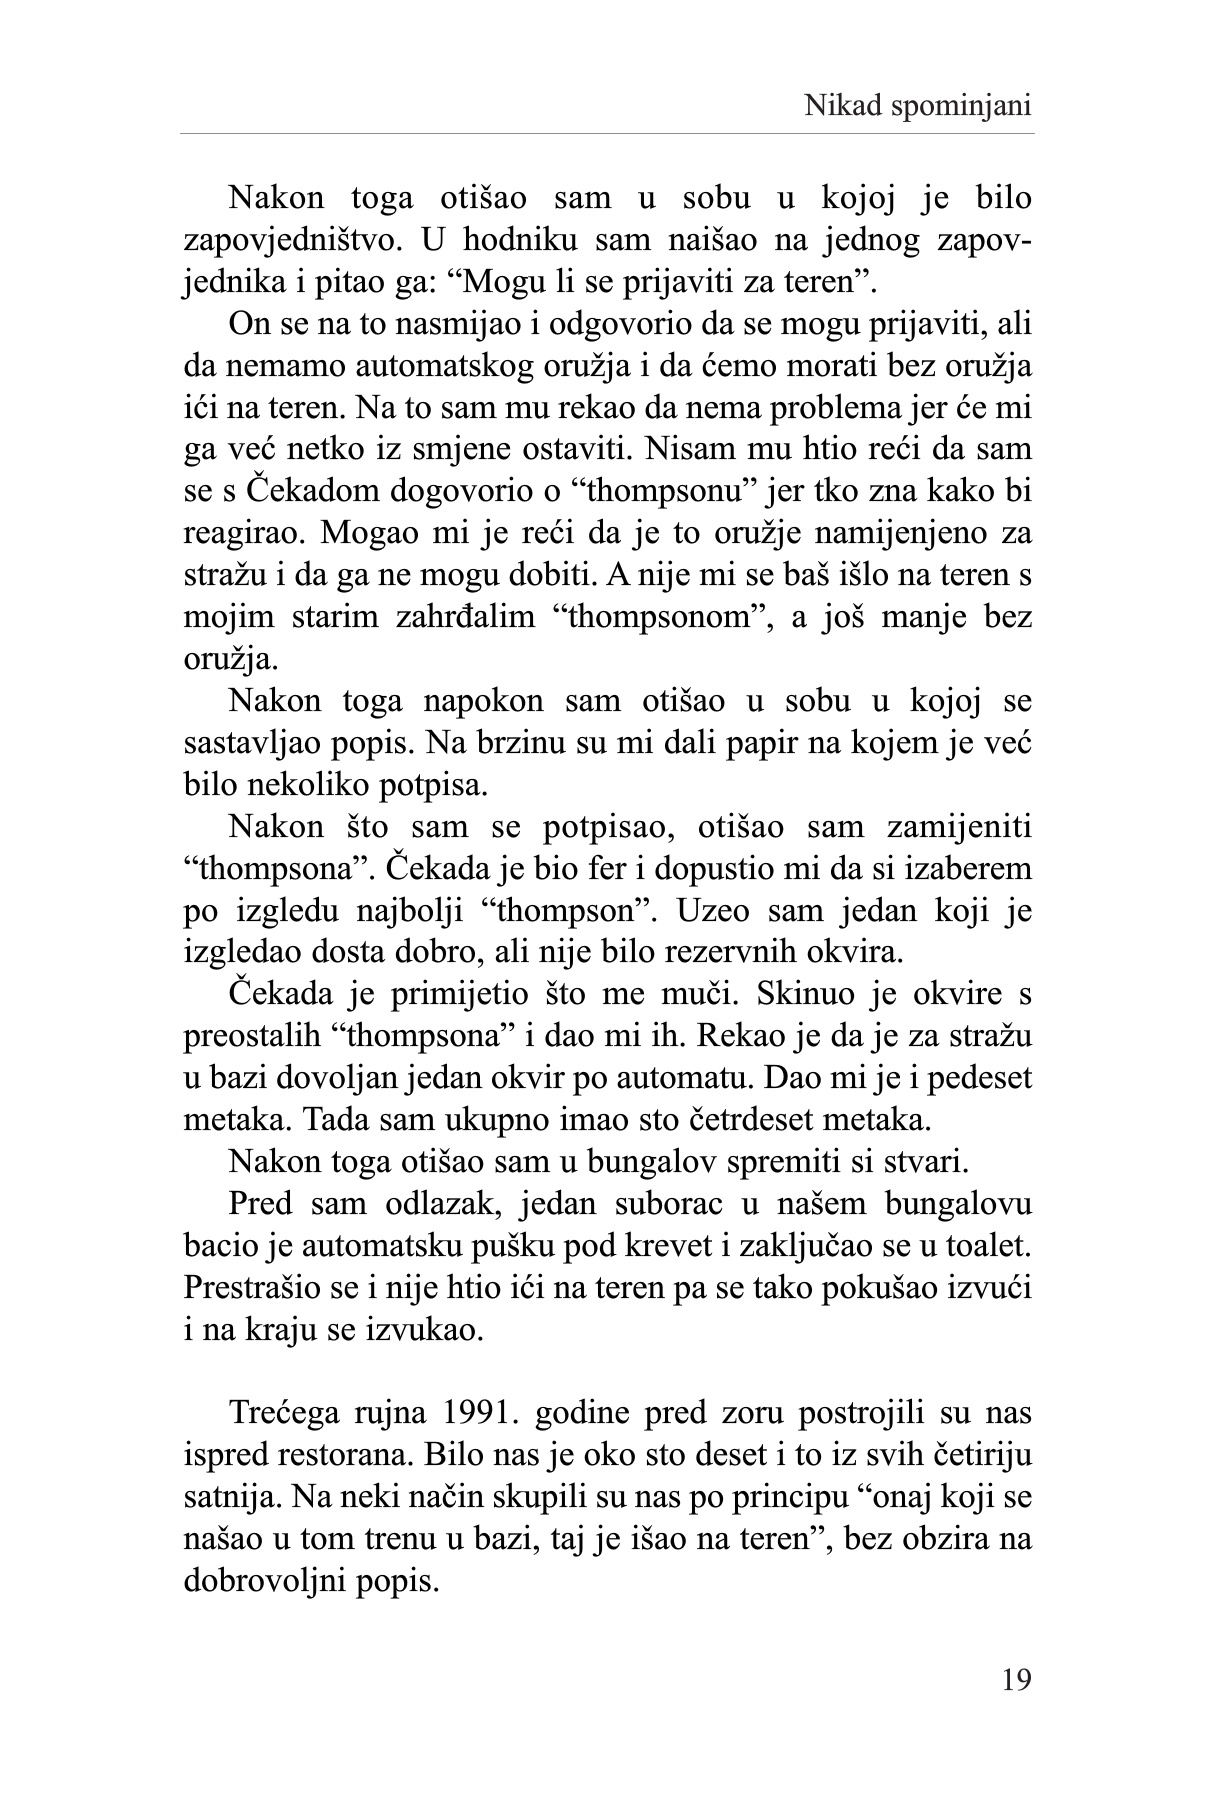 Nikad spominjani
Nakon toga otišao sam u sobu u kojoj je bilo
zapovjedništvo. U hodniku sam naišao na jednog zapov-
jednika i pitao ga: “Mogu li se prijaviti za teren”.
On se na to nasmijao i odgovorio da se mogu prijaviti, ali
da nemamo automatskog oružja i da ćemo morati bez oružja
ići na teren. Na to sam mu rekao da nema problema jer će mi
ga već netko iz smjene ostaviti. Nisam mu htio reći da sam
se s Čekadom dogovorio o “thompsonu” jer tko zna kako bi
reagirao. Mogao mi je reći da je to oružje namijenjeno za
stražu i da ga ne mogu dobiti. A nije mi se baš išlo na teren s
mojim starim zahrđalim “thompsonom”, a još manje bez
oružja.
Nakon toga napokon sam otišao u sobu u kojoj se
sastavljao popis. Na brzinu su mi dali papir na kojem je već
bilo nekoliko potpisa.
Nakon što sam se potpisao, otišao sam zamijeniti
“thompsona”. Čekada je bio fer i dopustio mi da si izaberem
po izgledu najbolji “thompson”. Uzeo sam jedan koji je
izgledao dosta dobro, ali nije bilo rezervnih okvira.
Čekada je primijetio što me muči. Skinuo je okvire s
preostalih “thompsona” i dao mi ih. Rekao je da je za stražu
u bazi dovoljan jedan okvir po automatu. Dao mi je i pedeset
metaka. Tada sam ukupno imao sto četrdeset metaka.
Nakon toga otišao sam u bungalov spremiti si stvari.
Pred sam odlazak, jedan suborac u našem bungalovu
bacio je automatsku pušku pod krevet i zaključao se u toalet.
Prestrašio se i nije htio ići na teren pa se tako pokušao izvući
i na kraju se izvukao.
Trećega rujna 1991. godine pred zoru postrojili su nas
ispred restorana. Bilo nas je oko sto deset i to iz svih četiriju
satnija. Na neki način skupili su nas po principu “onaj koji se
našao u tom trenu u bazi, taj je išao na teren”, bez obzira na
dobrovoljni popis.
19